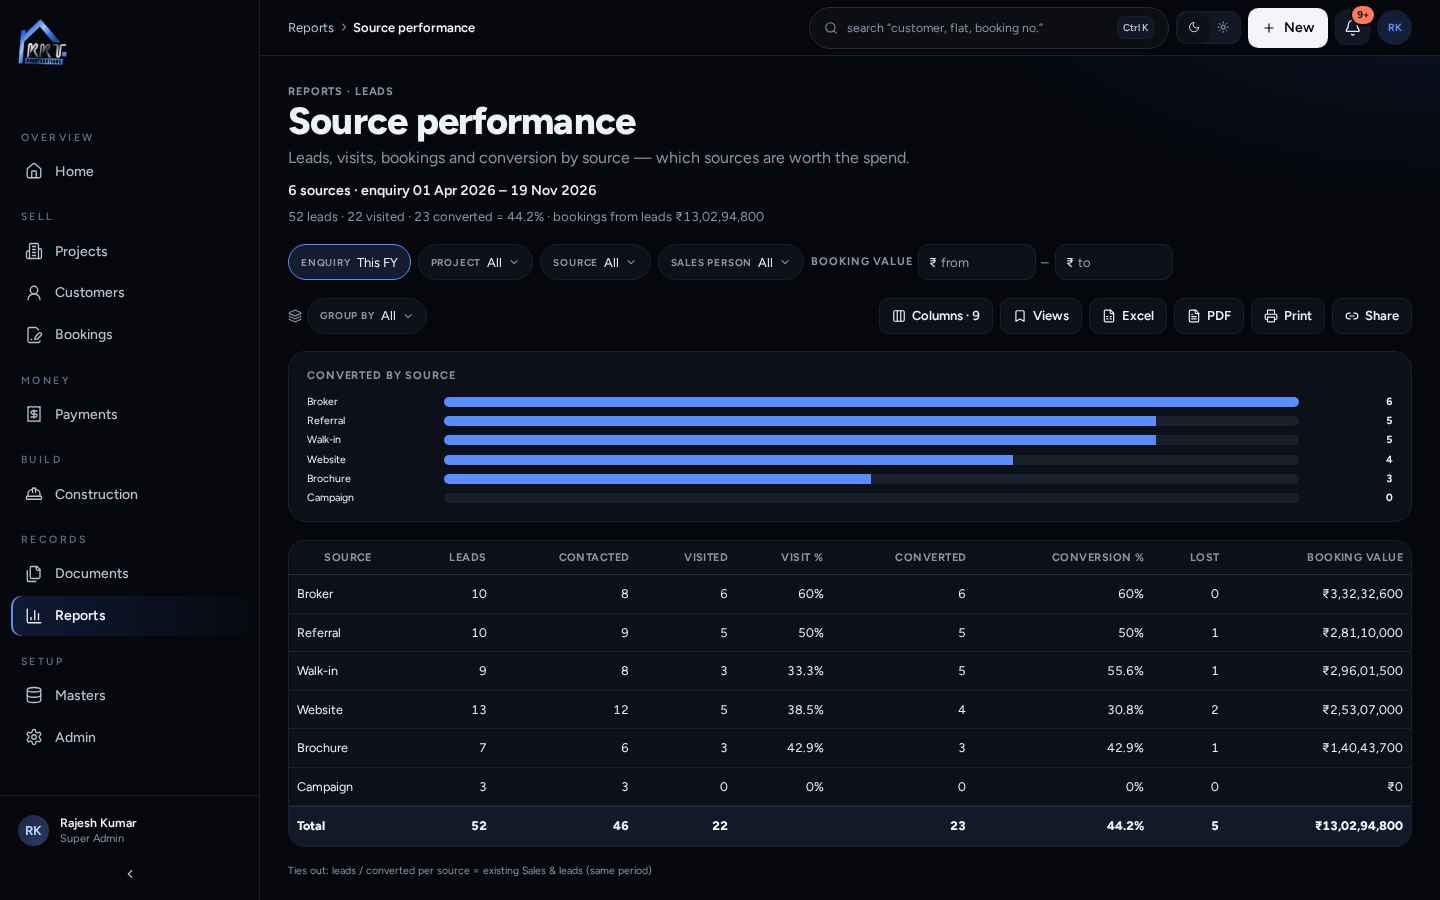 Reports > Source performance
search “customer, flat, booking no.” Ctrl K
New
9+
RK
OVERVIEW
Home
SELL
Projects
Customers
Bookings
MONEY
Payments
BUILD
Construction
RECORDS
Documents
Reports
SETUP
Masters
Admin
RK
Rajesh Kumar
Super Admin
REPORTS · LEADS
Source performance
Leads, visits, bookings and conversion by source — which sources are worth the spend.
6 sources · enquiry 01 Apr 2026 – 19 Nov 2026
52 leads · 22 visited · 23 converted = 44.2% · bookings from leads ₹13,02,94,800
ENQUIRY This FY PROJECT All SOURCE All SALES PERSON All BOOKING VALUE ₹ from – ₹ to
GROUP BY All Columns · 9 Views Excel PDF Print Share
CONVERTED BY SOURCE
Broker 6
Referral 5
Walk-in 5
Website 4
Brochure 3
Campaign 0
SOURCE LEADS CONTACTED VISITED VISIT % CONVERTED CONVERSION % LOST BOOKING VALUE
Broker 10 8 6 60% 6 60% 0 ₹3,32,32,600
Referral 10 9 5 50% 5 50% 1 ₹2,81,10,000
Walk-in 9 8 3 33.3% 5 55.6% 1 ₹2,96,01,500
Website 13 12 5 38.5% 4 30.8% 2 ₹2,53,07,000
Brochure 7 6 3 42.9% 3 42.9% 1 ₹1,40,43,700
Campaign 3 3 0 0% 0 0% 0 ₹0
Total 52 46 22 23 44.2% 5 ₹13,02,94,800
Ties out: leads / converted per source = existing Sales & leads (same period)